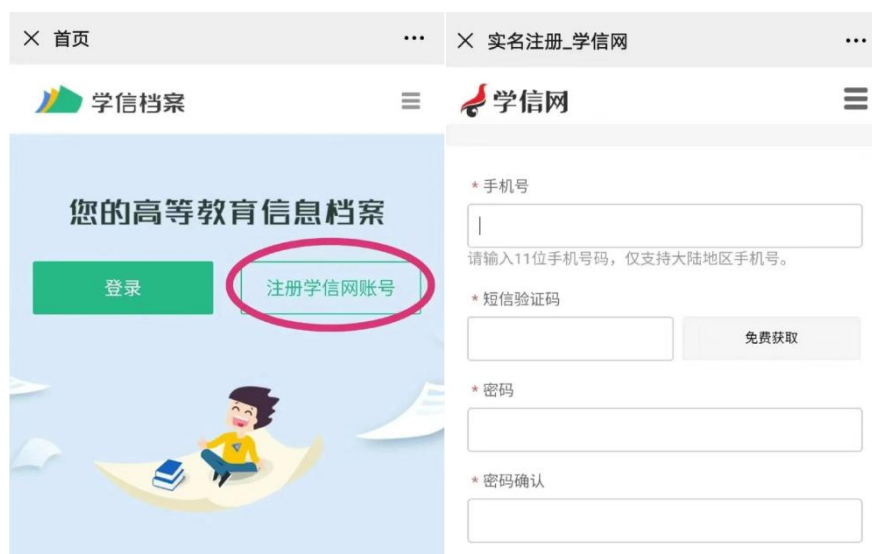 首页
学信档案
您的高等教育信息档案
登录
注册学信网账号
实名注册_学信网
学信网
* 手机号
请输入11位手机号码，仅支持大陆地区手机号。
* 短信验证码
免费获取
* 密码
* 密码确认